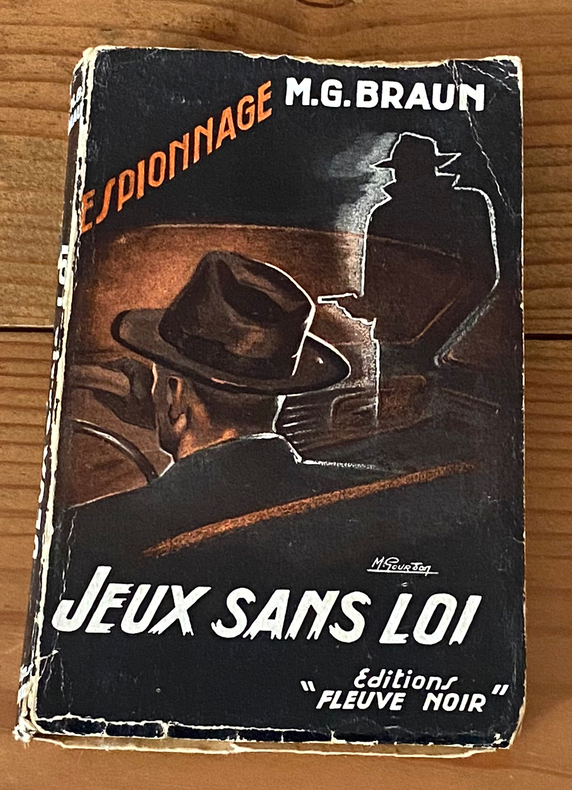 ESPIONNAGE
M.G. BRAUN
M. GOURDON
JEUX SANS LOI
Editions
"FLEUVE NOIR"